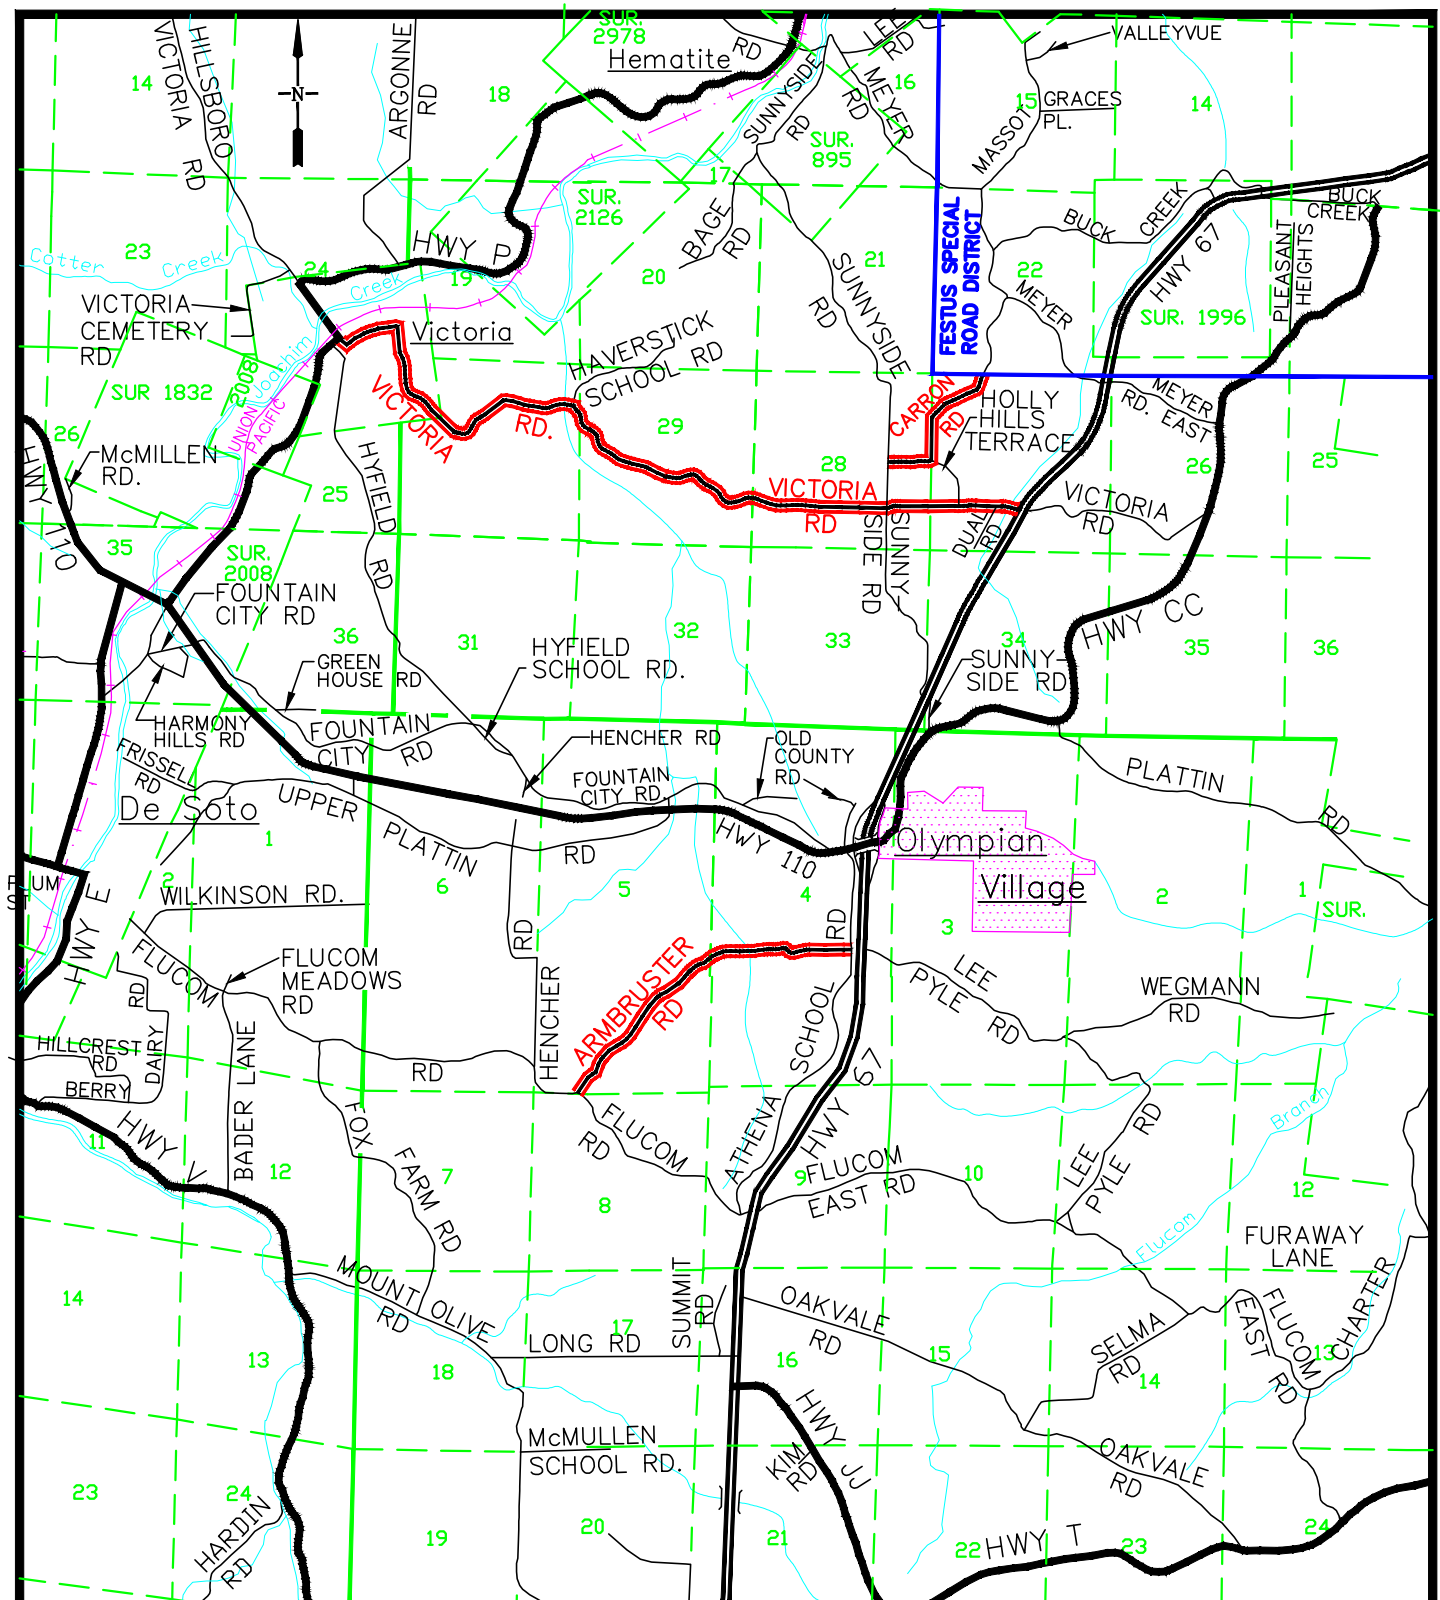 SUR.
2978
Hematite
RD
LEE
RD
VALLEYVUE
HILLSBORO
VICTORIA
RD
N
ARGONNE
RD
14
18
SUNNYSIDE
RD
MEYER
RD
16
15
GRACES
PL.
14
MASSOT
SUR.
895
17
SUR.
2126
BAGE
RD
FESTUS SPECIAL
ROAD DISTRICT
BUCK
CREEK
BUCK
CREEK
HWY P
Cotter
Creek
23
24
19
20
21
22
HWY 67
PLEASANT
HEIGHTS
VICTORIA
CEMETERY
RD
Creek
Victoria
SUNNYSIDE
RD
MEYER
SUR. 1996
HAVERSTICK
SCHOOL RD
Joachim
SUR 1832
2008
UNION
PACIFIC
VICTORIA
RD.
CARRON
RD
HOLLY
HILLS
TERRACE
MEYER
RD. EAST
26
29
28
26
25
McMILLEN
RD.
HWY 110
HYFIELD
RD
25
VICTORIA
RD
VICTORIA
RD
DUAL
RD
SUNNY-
SIDE RD
35
SUR.
2008
FOUNTAIN
CITY RD
36
31
32
33
34
HWY CC
35
36
HYFIELD
SCHOOL RD.
SUNNY-
SIDE RD
GREEN
HOUSE RD
HARMONY
HILLS RD
FOUNTAIN
CITY RD
HENCHER RD
OLD
COUNTY
RD
FRISSELL
RD
FOUNTAIN
CITY RD
PLATTIN
RD
De Soto
UPPER
PLATTIN
RD
HWY 110
Olympian
Village
1
2
6
5
4
3
2
1
SUR.
HWY E
WILKINSON RD.
FLUCOM
FLUCOM
MEADOWS
RD
RD
HENCHER
ARMBRUSTER
RD
RD
LEE
PYLE
RD
WEGMANN
RD
RD
DAIRY
HILLCREST
RD
BERRY
BADER LANE
RD
ATHENA
SCHOOL
HWY 67
Branch
HWY V
11
12
FOX
FARM RD
7
FLUCOM
RD
8
9
FLUCOM
EAST RD
10
LEE
PYLE
RD
12
Flucom
FURAWAY
LANE
14
MOUNT OLIVE
RD
SUMMIT
RD
OAKVALE
RD
SELMA
RD
FLUCOM
EAST RD
CHARTER
13
17
LONG RD
18
16
15
14
13
McMULLEN
SCHOOL RD.
HWY JJ
KIM
RD
OAKVALE
RD
23
24
HARDIN
RD
19
20
21
22
HWY T
23
24